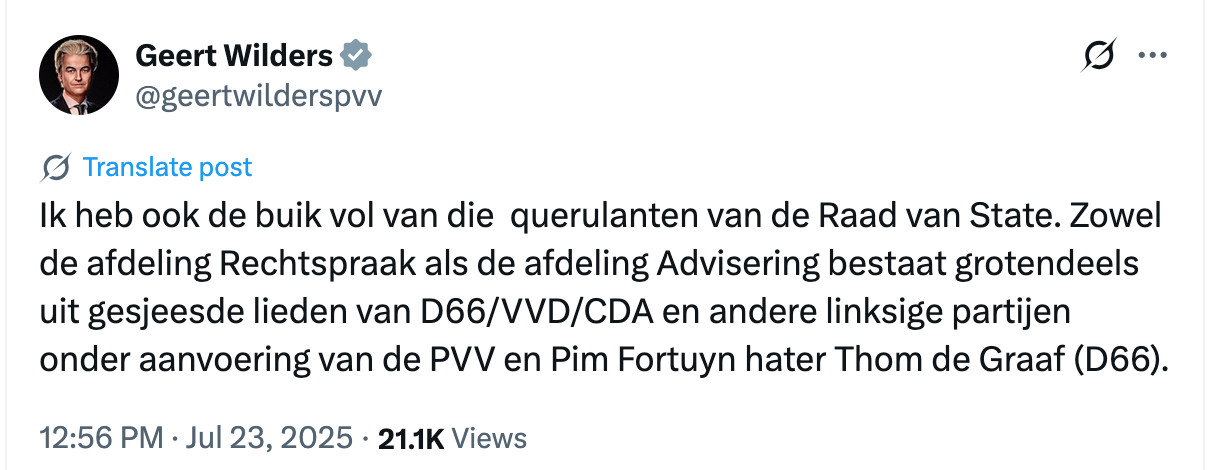 Geert Wilders
@geertwilderspvv
Translate post
Ik heb ook de buik vol van die  querulanten van de Raad van State. Zowel
de afdeling Rechtspraak als de afdeling Advisering bestaat grotendeels
uit gesjeesde lieden van D66/VVD/CDA en andere linksige partijen
onder aanvoering van de PVV en Pim Fortuyn hater Thom de Graaf (D66).
12:56 PM · Jul 23, 2025 · 21.1K Views